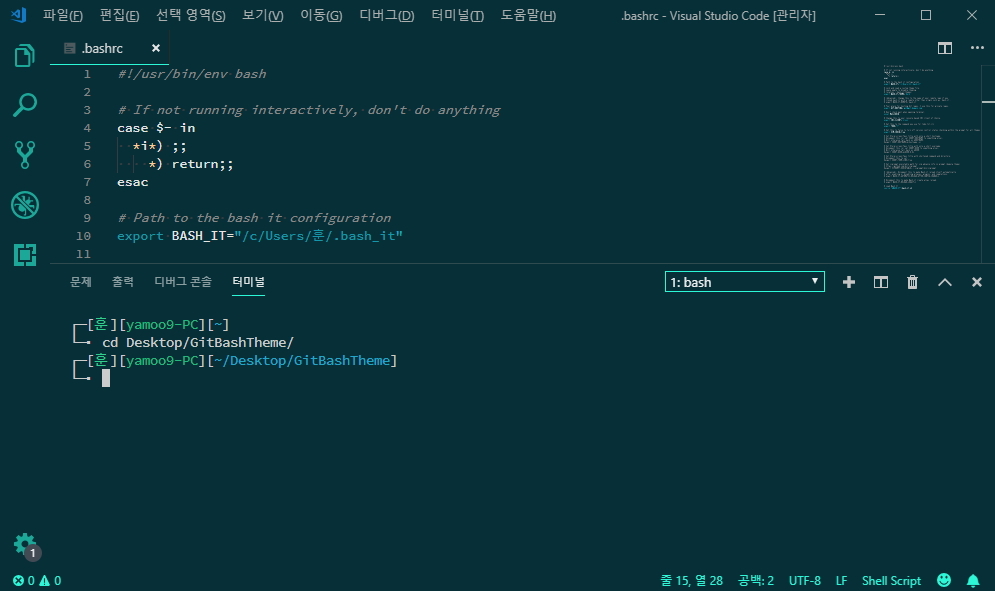 파일(F) 편집(E) 선택 영역(S) 보기(V) 이동(G) 디버그(D) 터미널(T) 도움말(H) .bashrc - Visual Studio Code [관리자]
.bashrc
1 #!/usr/bin/env bash
2
3 # If not running interactively, don't do anything
4 case $- in
5 *i*) ;;
6 *) return;;
7 esac
8
9 # Path to the bash it configuration
10 export BASH_IT="/c/Users/훈/.bash_it"
11
문제 출력 디버그 콘솔 터미널 1: bash
[훈][yamoo9-PC][~]
cd Desktop/GitBashTheme/
[훈][yamoo9-PC][~/Desktop/GitBashTheme]
1
0 0 줄 15, 열 28 공백: 2 UTF-8 LF Shell Script